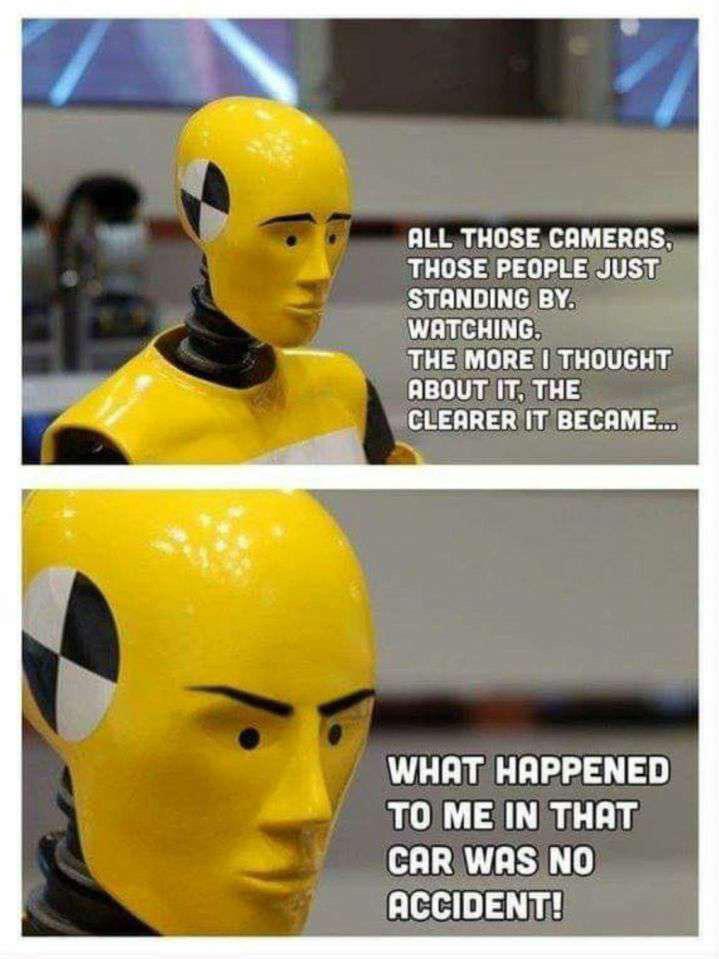 ALL THOSE CAMERAS,
THOSE PEOPLE JUST
STANDING BY.
WATCHING.
THE MORE I THOUGHT
ABOUT IT, THE
CLEARER IT BECAME...
WHAT HAPPENED
TO ME IN THAT
CAR WAS NO
ACCIDENT!